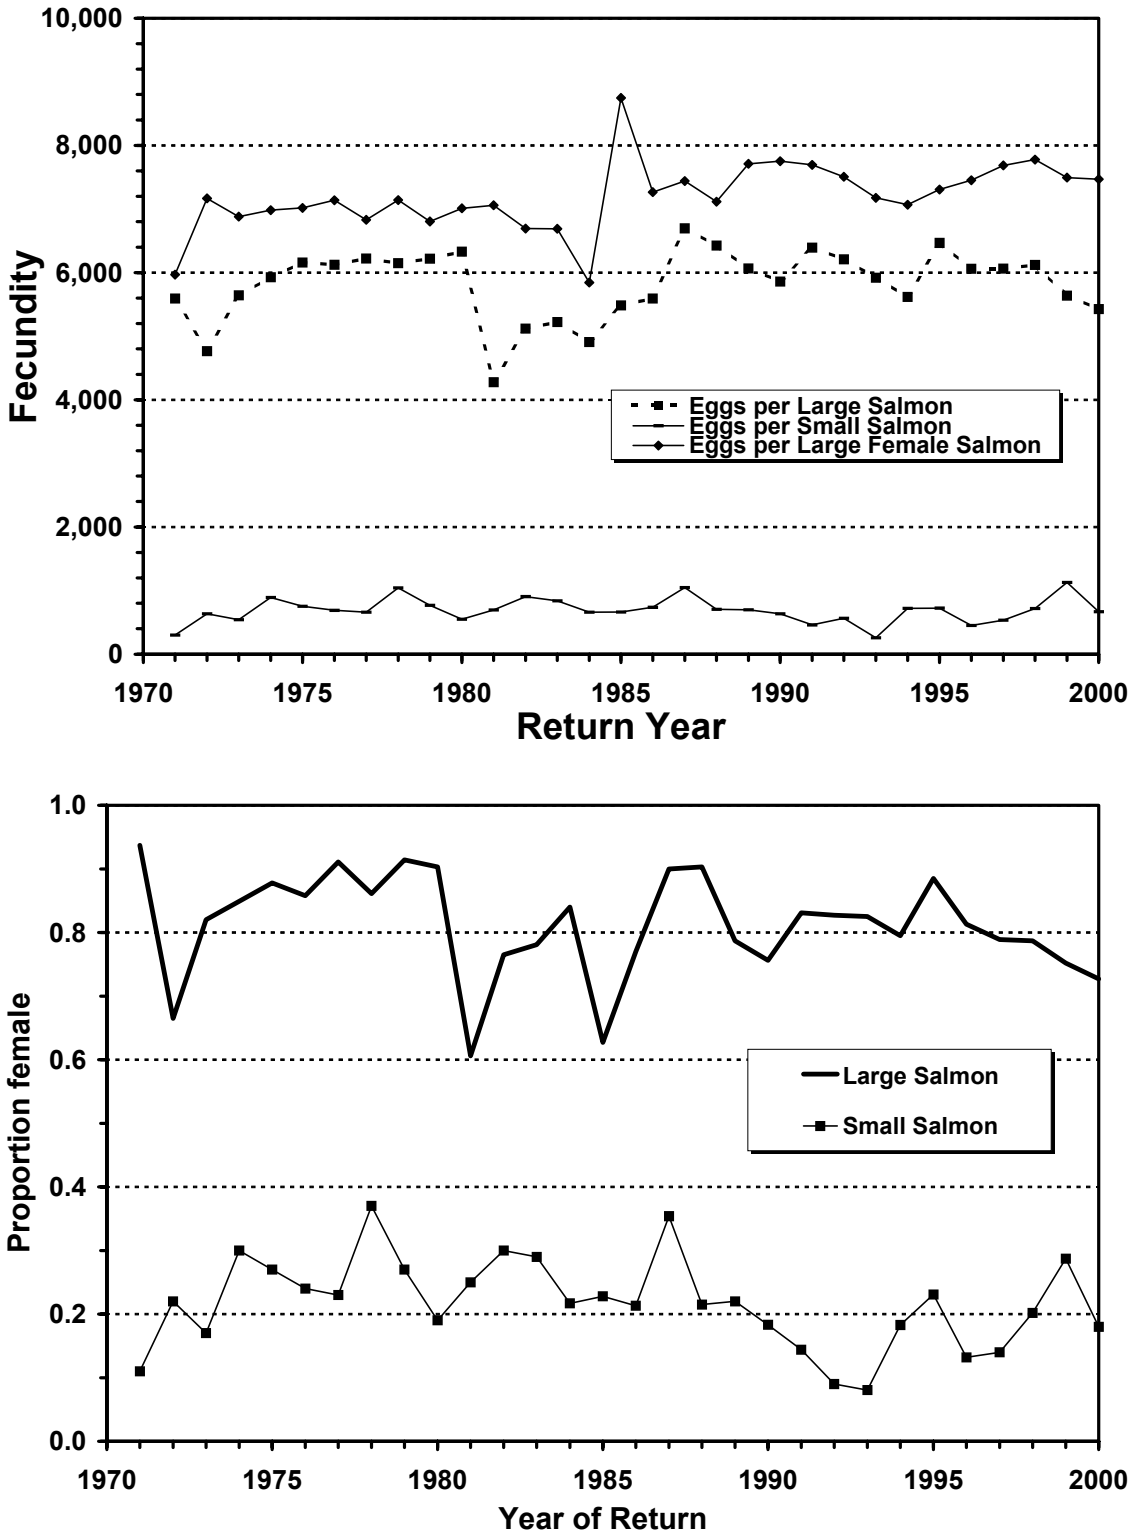 10,000
8,000
6,000
4,000
2,000
0
Fecundity
Eggs per Large Salmon
Eggs per Small Salmon
Eggs per Large Female Salmon
1970 1975 1980 1985 1990 1995 2000
Return Year
1.0
0.8
0.6
0.4
0.2
0.0
Proportion female
Large Salmon
Small Salmon
1970 1975 1980 1985 1990 1995 2000
Year of Return